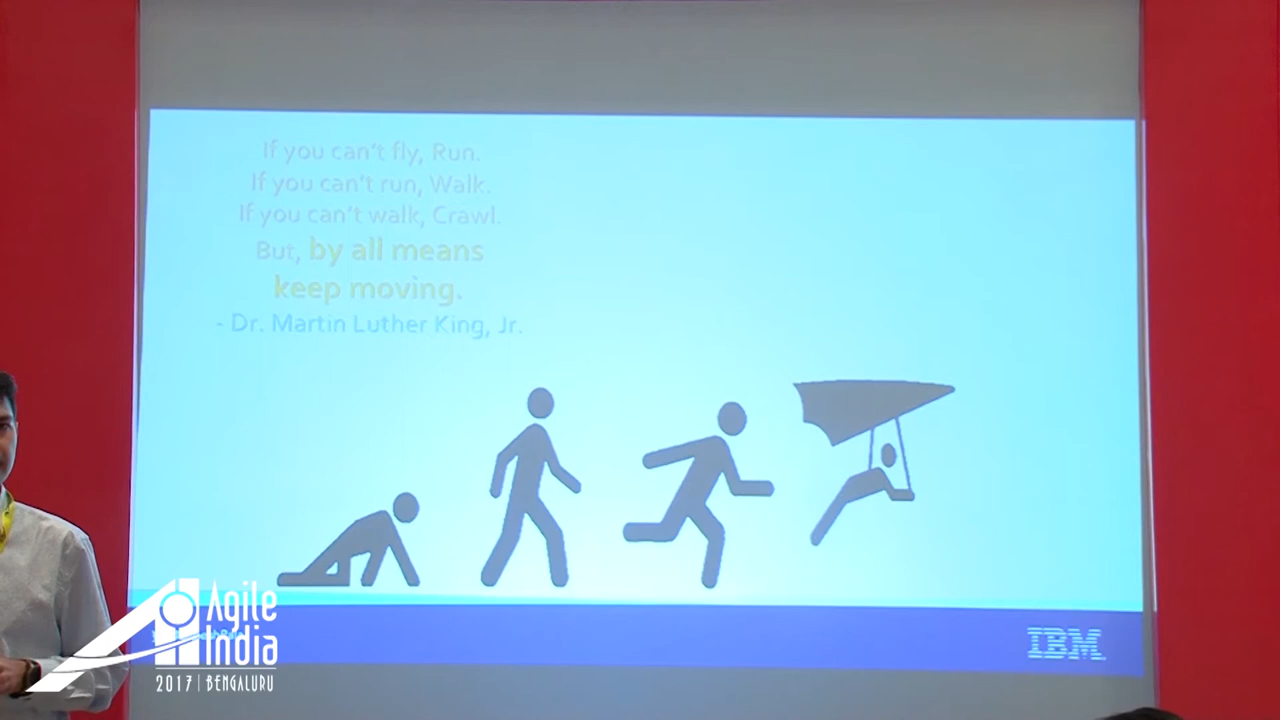 If you can't fly, Run.
If you can't run, Walk.
If you can't walk, Crawl.
But, by all means
keep moving.
- Dr. Martin Luther King, Jr.
IBM
Agile
India
2017 | BENGALURU